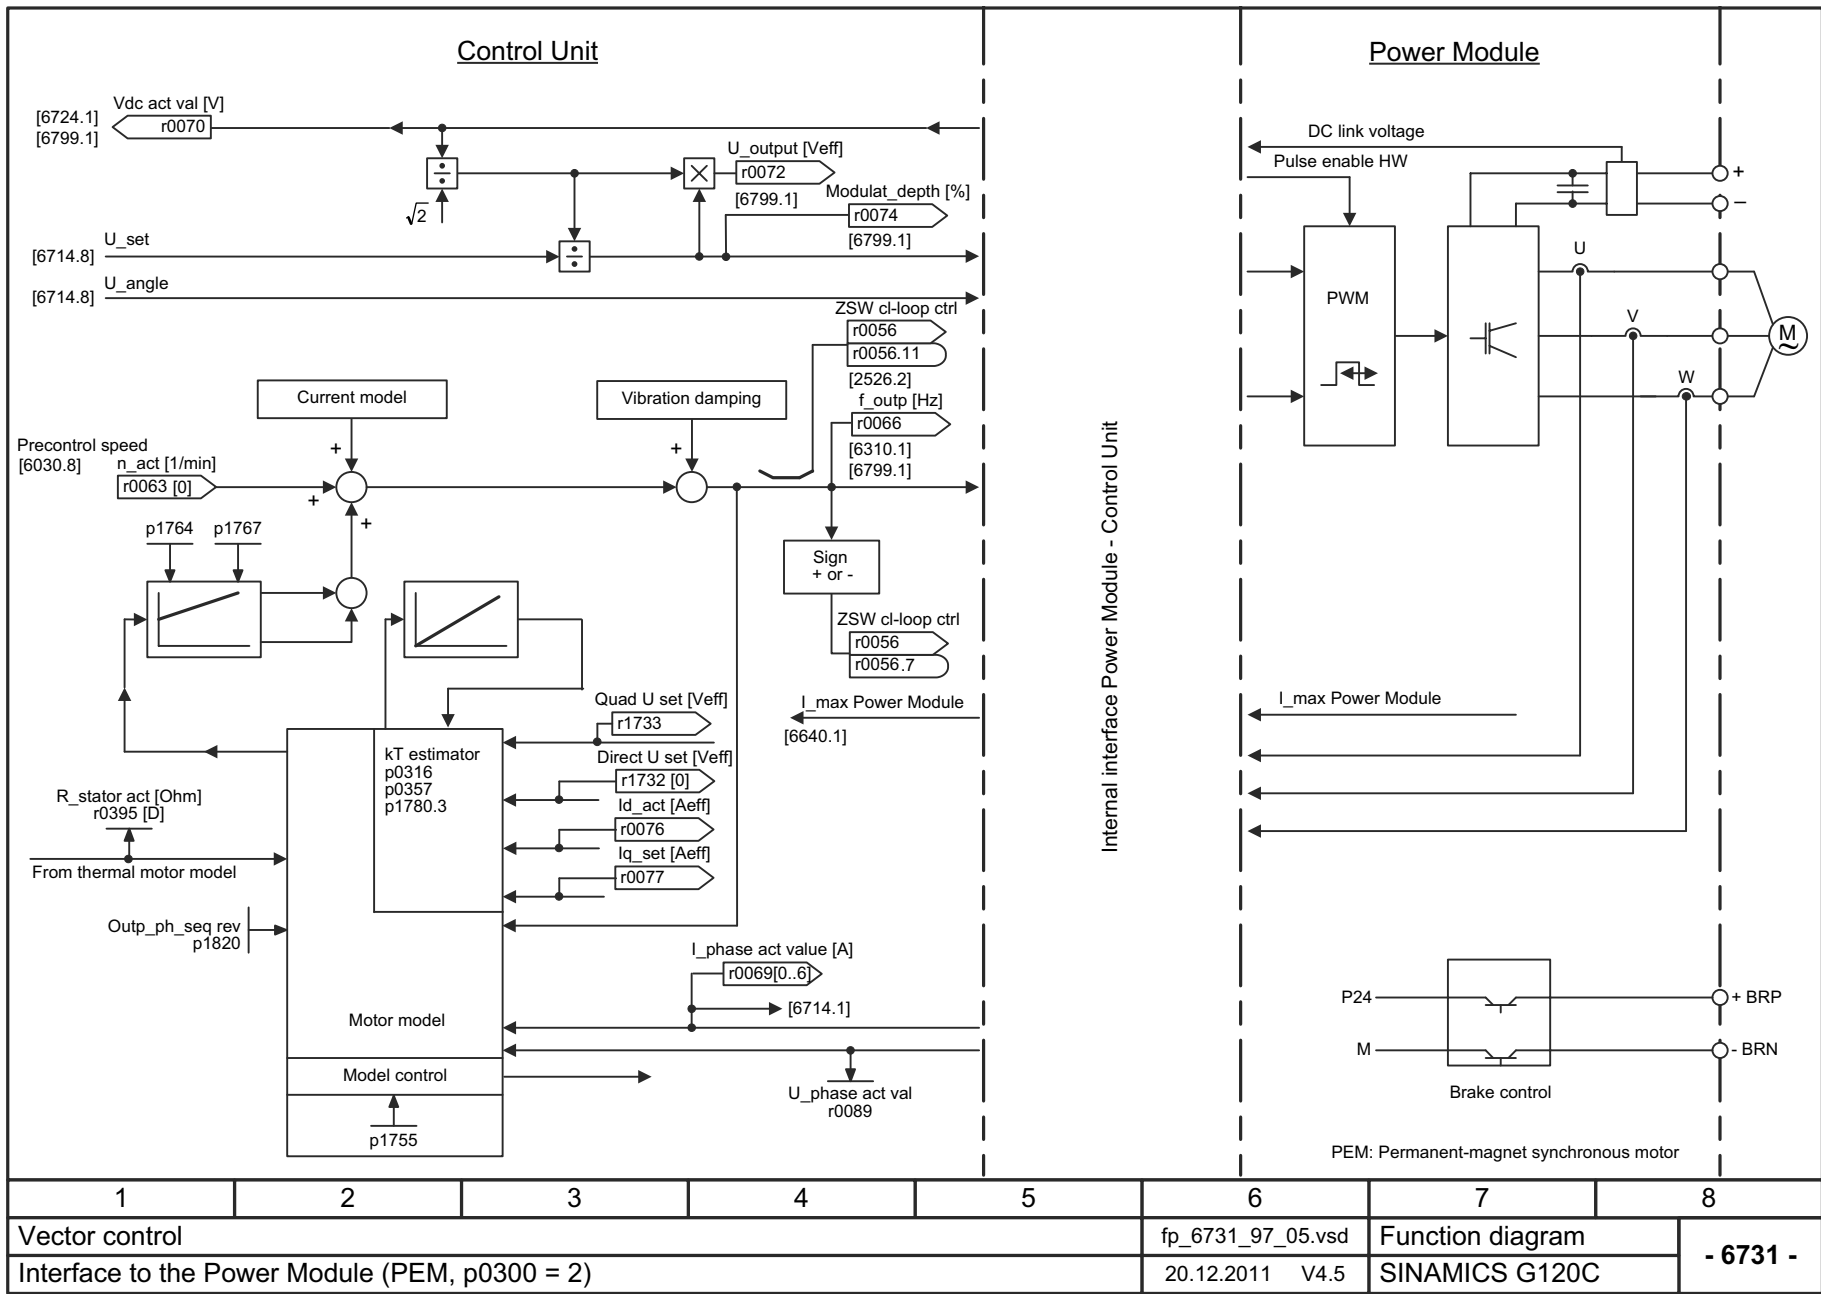 Control Unit
Power Module
Vdc act val [V]
[6724.1]
[6799.1]
r0070
÷
√2
×
U_output [Veff]
r0072
[6799.1]
Modulat_depth [%]
r0074
[6799.1]
U_set
[6714.8]
÷
U_angle
[6714.8]
ZSW cl-loop ctrl
r0056
r0056.11
[2526.2]
f_outp [Hz]
r0066
[6310.1]
[6799.1]
Current model
Vibration damping
+
+
Precontrol speed
[6030.8]
n_act [1/min]
r0063 [0]
+
+
p1764
p1767
Sign
+ or -
ZSW cl-loop ctrl
r0056
r0056.7
I_max Power Module
[6640.1]
Quad U set [Veff]
r1733
Direct U set [Veff]
r1732 [0]
Id_act [Aeff]
r0076
Iq_set [Aeff]
r0077
kT estimator
p0316
p0357
p1780.3
R_stator act [Ohm]
r0395 [D]
From thermal motor model
Outp_ph_seq rev
p1820
I_phase act value [A]
r0069[0..6]
[6714.1]
Motor model
Model control
p1755
U_phase act val
r0089
Internal interface Power Module - Control Unit
DC link voltage
Pulse enable HW
+
–
PWM
U
V
W
M
~
I_max Power Module
P24
+ BRP
M
- BRN
Brake control
PEM: Permanent-magnet synchronous motor
1 2 3 4 5 6 7 8
Vector control
fp_6731_97_05.vsd
Function diagram
- 6731 -
Interface to the Power Module (PEM, p0300 = 2)
20.12.2011 V4.5
SINAMICS G120C